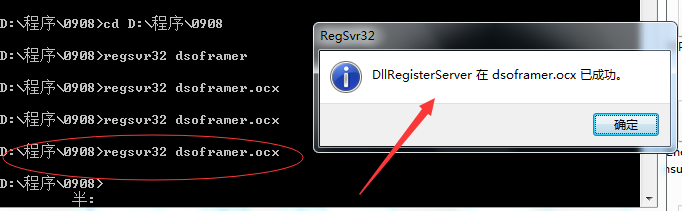 D:\程序\0908>cd D:\程序\0908
D:\程序\0908>regsvr32 dsoframer
D:\程序\0908>regsvr32 dsoframer.ocx
D:\程序\0908>regsvr32 dsoframer.ocx
D:\程序\0908>regsvr32 dsoframer.ocx
D:\程序\0908>
半:
RegSvr32
DllRegisterServer 在 dsoframer.ocx 已成功。
确定